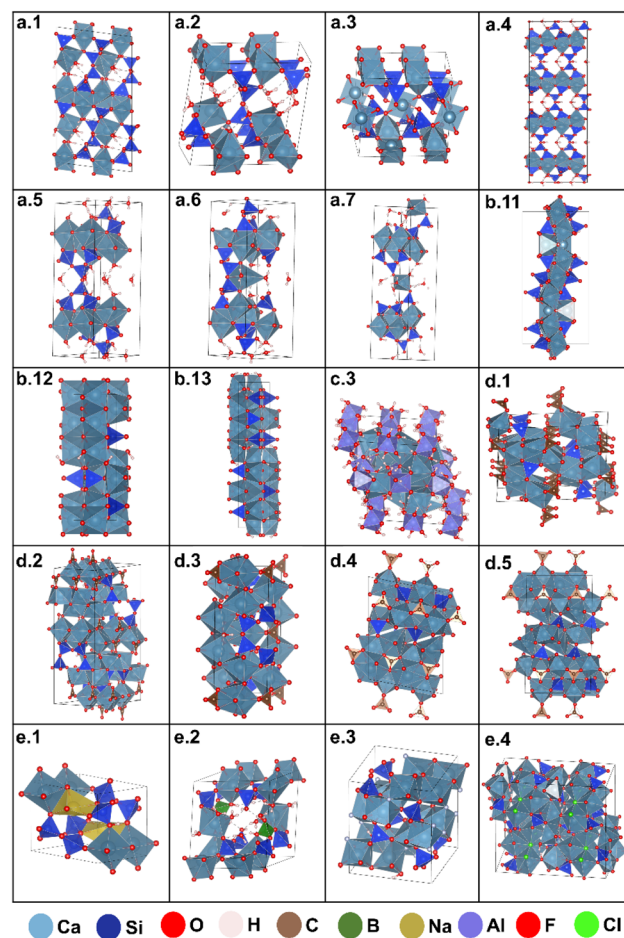 a.1 a.2 a.3 a.4
a.5 a.6 a.7 b.11
b.12 b.13 c.3 d.1
d.2 d.3 d.4 d.5
e.1 e.2 e.3 e.4
Ca Si O H C B Na Al F Cl